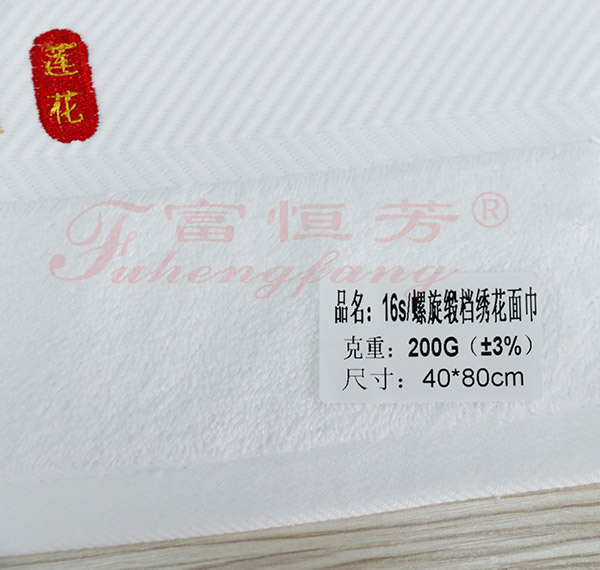 莲花
富恒芳®
Fuhengfang
品名：16s/螺旋缎档绣花面巾
克重：200G（±3%）
尺寸：40*80cm